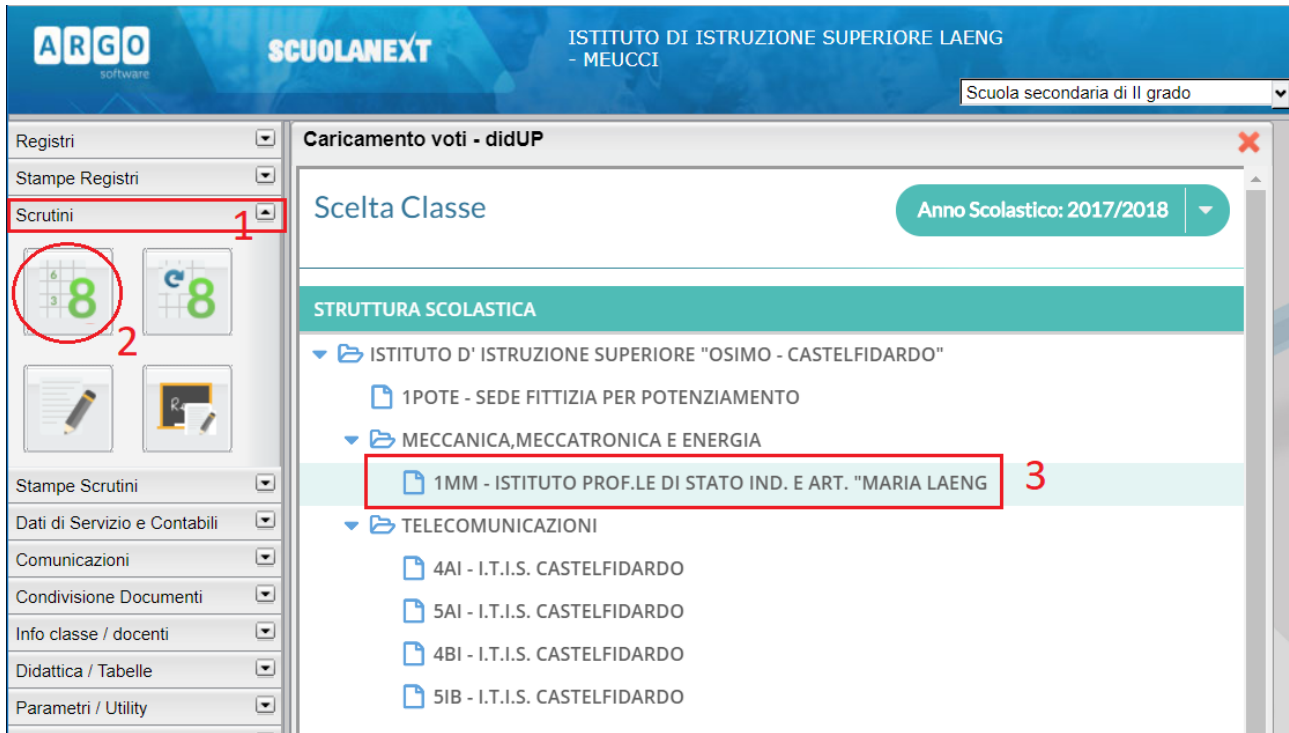 ARGO
software
SCUOLANEXT
ISTITUTO DI ISTRUZIONE SUPERIORE LAENG
- MEUCCI
Scuola secondaria di II grado
Registri
Stampe Registri
Scrutini
1
6
3
8
8
2
Stampe Scrutini
Dati di Servizio e Contabili
Comunicazioni
Condivisione Documenti
Info classe / docenti
Didattica / Tabelle
Parametri / Utility
Caricamento voti - didUP
Scelta Classe
Anno Scolastico: 2017/2018
STRUTTURA SCOLASTICA
ISTITUTO D' ISTRUZIONE SUPERIORE "OSIMO - CASTELFIDARDO"
1POTE - SEDE FITTIZIA PER POTENZIAMENTO
MECCANICA,MECCATRONICA E ENERGIA
1MM - ISTITUTO PROF.LE DI STATO IND. E ART. "MARIA LAENG
3
TELECOMUNICAZIONI
4AI - I.T.I.S. CASTELFIDARDO
5AI - I.T.I.S. CASTELFIDARDO
4BI - I.T.I.S. CASTELFIDARDO
5IB - I.T.I.S. CASTELFIDARDO